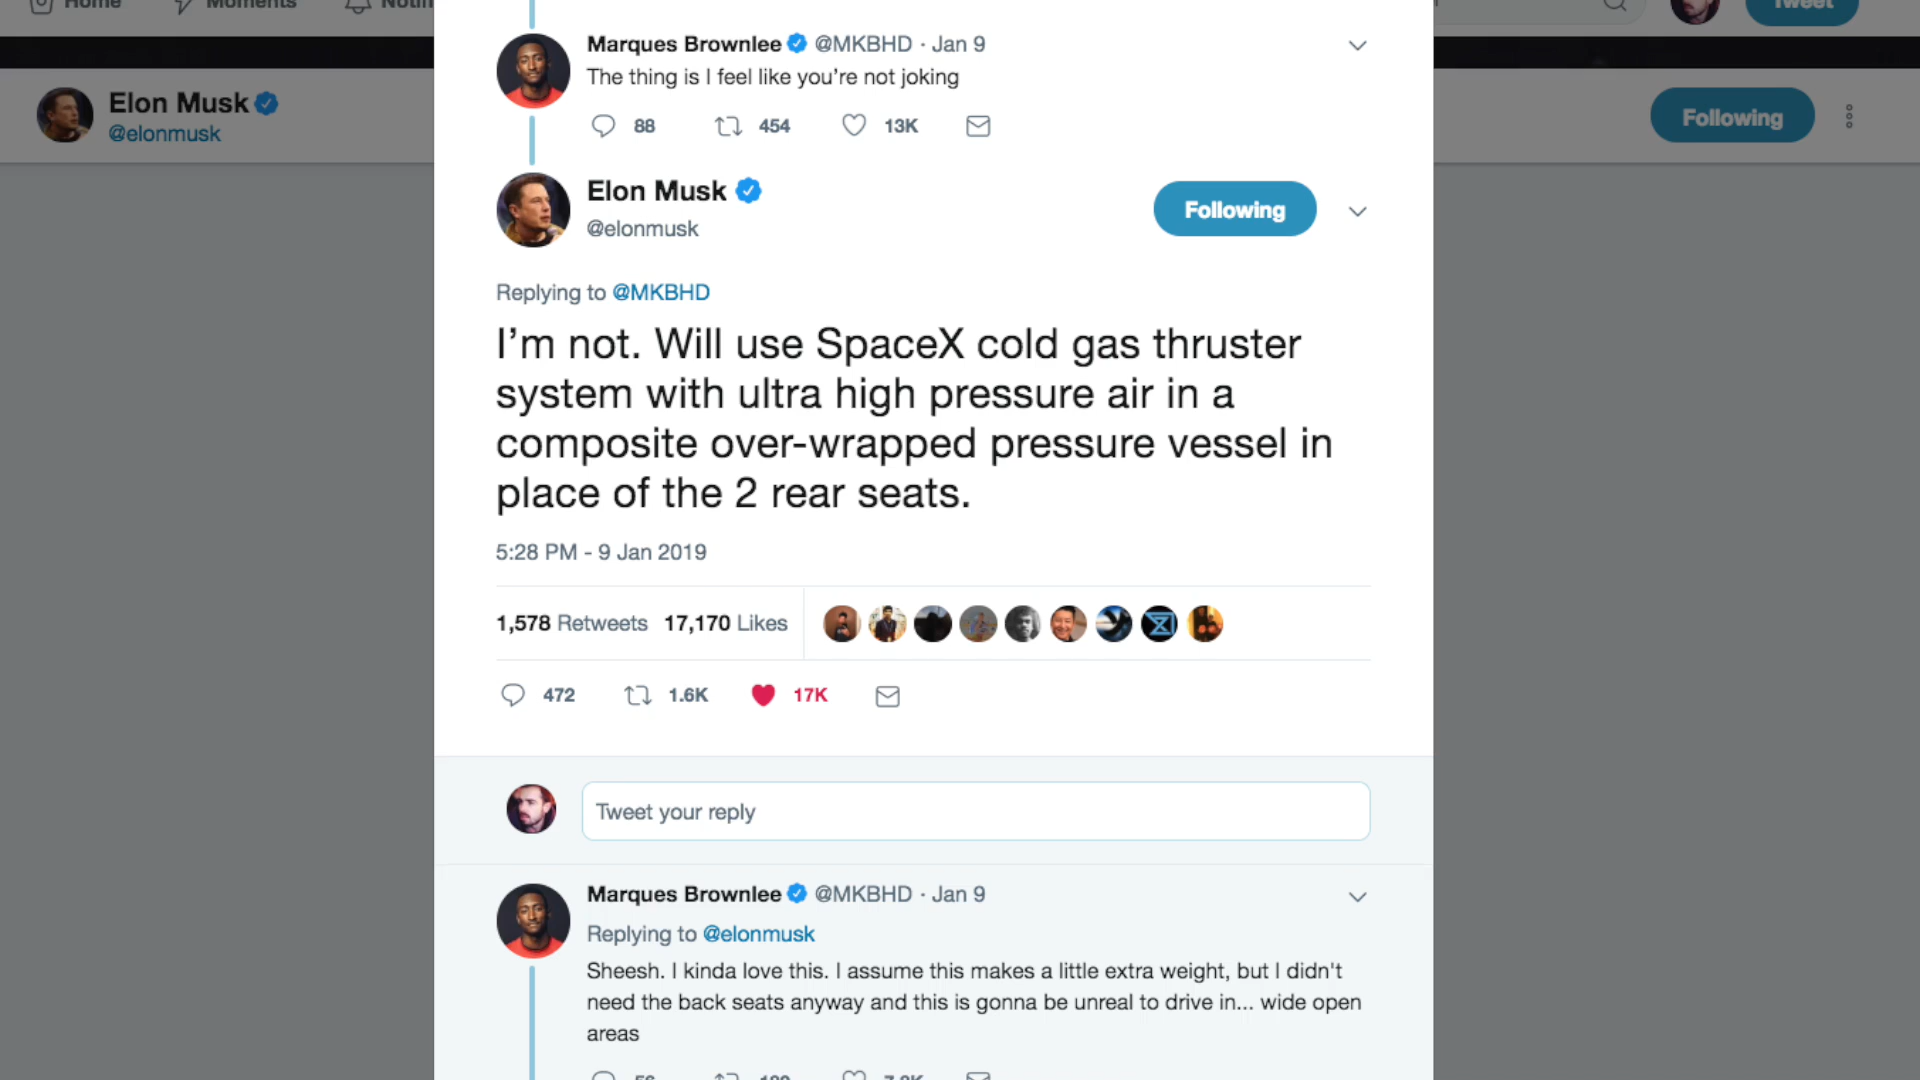 Home Moments
Tweet
Elon Musk
@elonmusk
Following
Marques Brownlee @MKBHD · Jan 9
The thing is I feel like you're not joking
88 454 13K
Elon Musk
@elonmusk
Following
Replying to @MKBHD
I'm not. Will use SpaceX cold gas thruster
system with ultra high pressure air in a
composite over-wrapped pressure vessel in
place of the 2 rear seats.
5:28 PM - 9 Jan 2019
1,578 Retweets 17,170 Likes
472 1.6K 17K
Tweet your reply
Marques Brownlee @MKBHD · Jan 9
Replying to @elonmusk
Sheesh. I kinda love this. I assume this makes a little extra weight, but I didn't
need the back seats anyway and this is gonna be unreal to drive in... wide open
areas